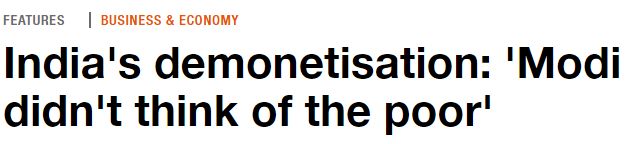 FEATURES | BUSINESS & ECONOMY
India's demonetisation: 'Modi
didn't think of the poor'